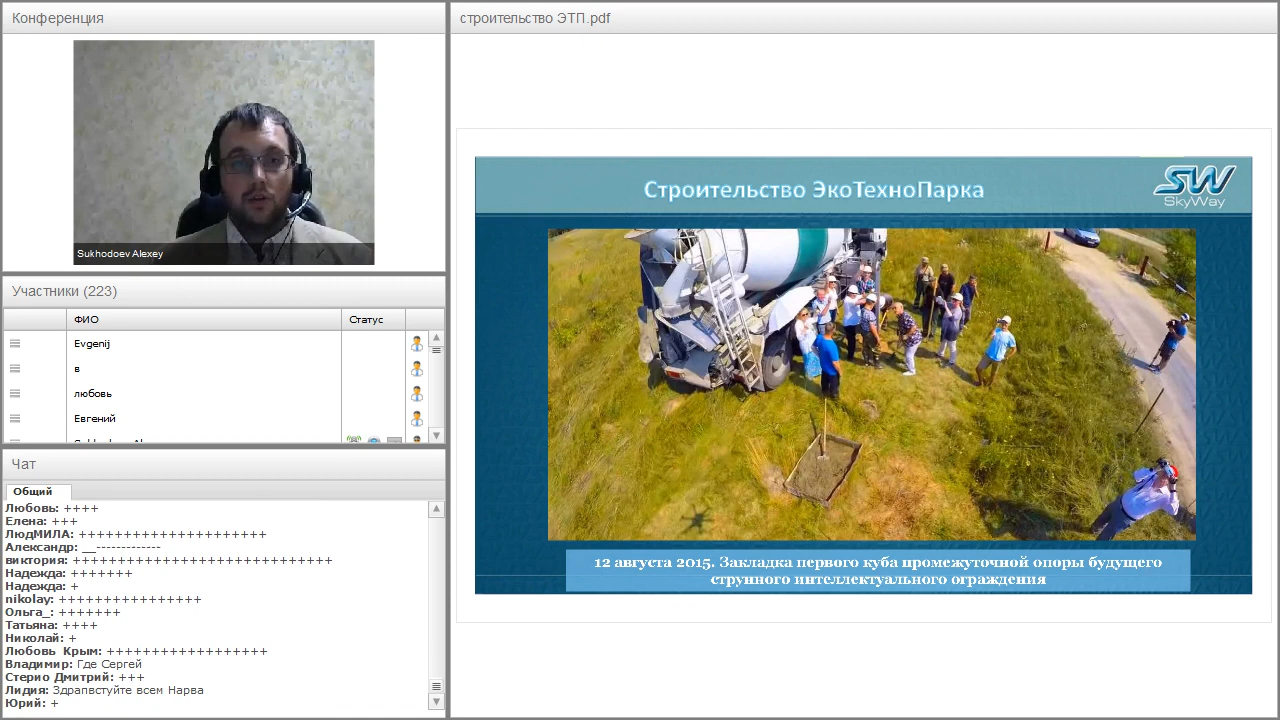 Конференция
Sukhodoev Alexey
Участники (223)
ФИО
Статус
Evgenij
в
любовь
Евгений
Чат
Общий
Любовь: ++++
Елена: +++
ЛюдМИЛА: +++++++++++++++++++++
Александр: __-------------
виктория: +++++++++++++++++++++++++++++
Надежда: +++++++
Надежда: +
nikolay: ++++++++++++++++
Ольга_: +++++++
Татьяна: ++++
Николай: +
Любовь Крым: ++++++++++++++++++
Владимир: Где Сергей
Стерио Дмитрий: +++
Лидия: Здрапстуйте всем Нарва
Юрий: +
строительство ЭТП.pdf
Строительство ЭкоТехноПарка
SW
SkyWay
12 августа 2015. Закладка первого куба промежуточной опоры будущего
струнного интеллектуального ограждения